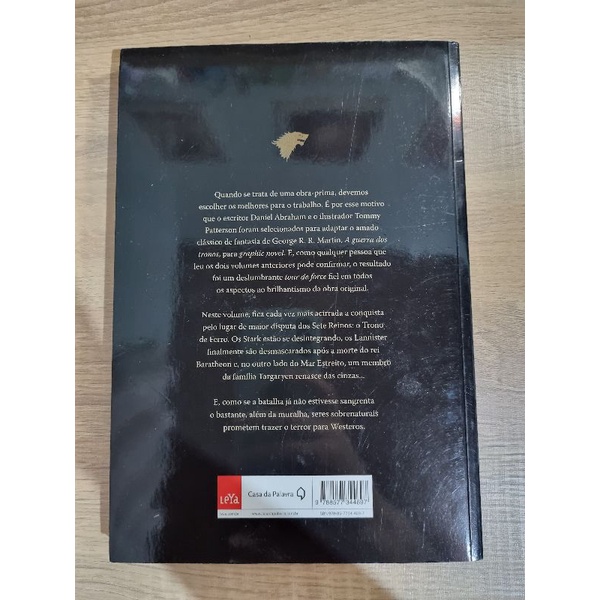 Quando se trata de uma obra-prima, devemos
escolher os melhores para o trabalho. É por esse motivo
que o escritor Daniel Abraham e o ilustrador Tommy
Patterson foram selecionados para adaptar o amado
clássico de fantasia de George R. R. Martin, A guerra dos
tronos, para graphic novel. E, como qualquer pessoa que
leu os dois volumes anteriores pode confirmar, o resultado
foi um deslumbrante tour de force fiel em todos
os aspectos ao brilhantismo da obra original.
Neste volume, fica cada vez mais acirrada a conquista
pelo lugar de maior disputa dos Sete Reinos: o Trono
de Ferro. Os Stark estão se desintegrando, os Lannister
finalmente são desmascarados após a morte do rei
Baratheon e, no outro lado do Mar Estreito, um membro
da família Targaryen renasce das cinzas...
E, como se a batalha já não estivesse sangrenta
o bastante, além da muralha, seres sobrenaturais
prometem trazer o terror para Westeros.
LeYa
Casa da Palavra